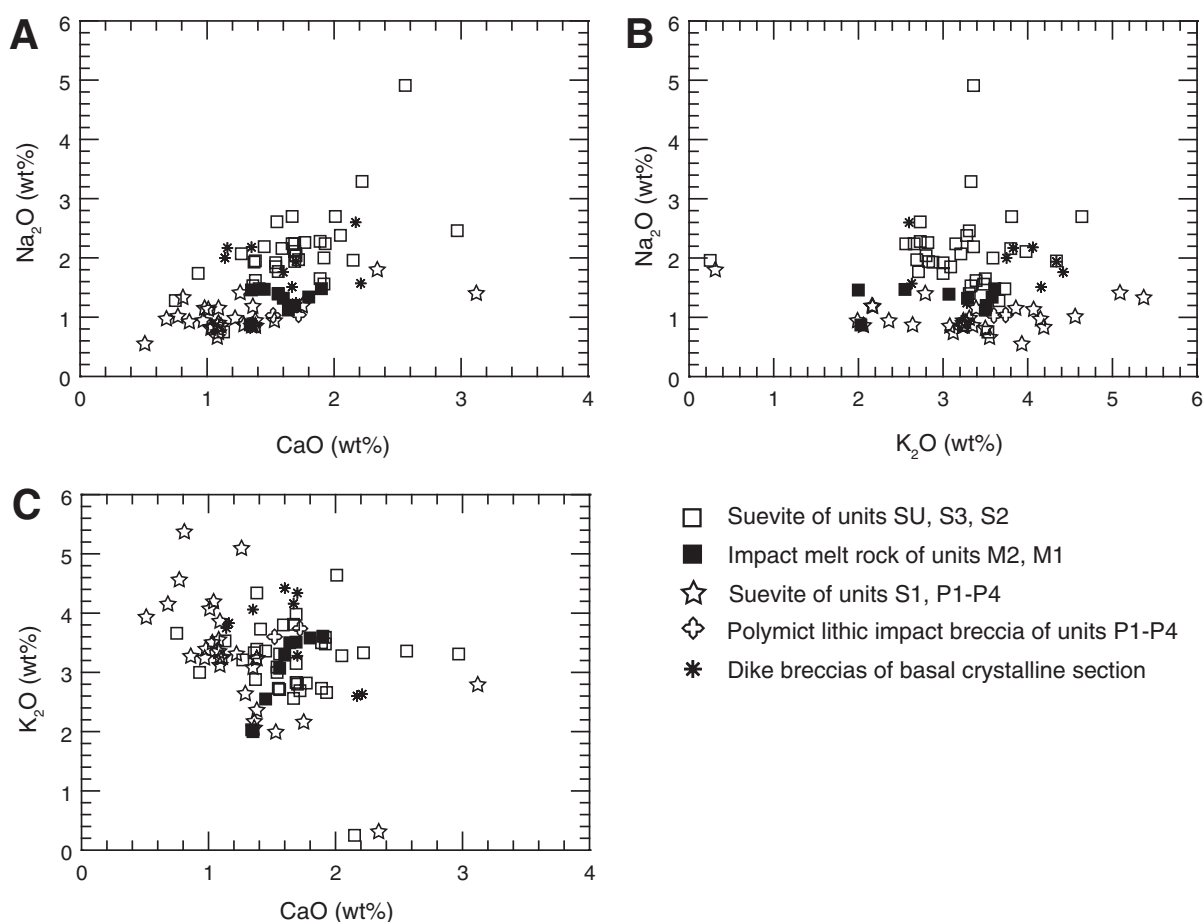 A
6
5
4
3
2
1
0
Na2O (wt%)
0 1 2 3 4
CaO (wt%)
B
6
5
4
3
2
1
0
Na2O (wt%)
0 1 2 3 4 5 6
K2O (wt%)
C
6
5
4
3
2
1
0
K2O (wt%)
0 1 2 3 4
CaO (wt%)
Suevite of units SU, S3, S2
Impact melt rock of units M2, M1
Suevite of units S1, P1-P4
Polymict lithic impact breccia of units P1-P4
Dike breccias of basal crystalline section